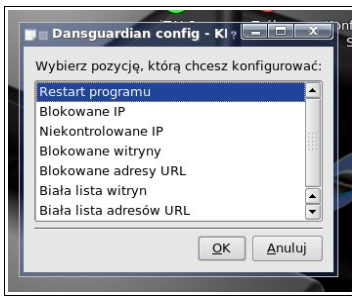 Dansguardian config - Kl
Wybierz pozycję, którą chcesz konfigurować:
Restart programu
Blokowane IP
Niekontrolowane IP
Blokowane witryny
Blokowane adresy URL
Biała lista witryn
Biała lista adresów URL
OK
Anuluj